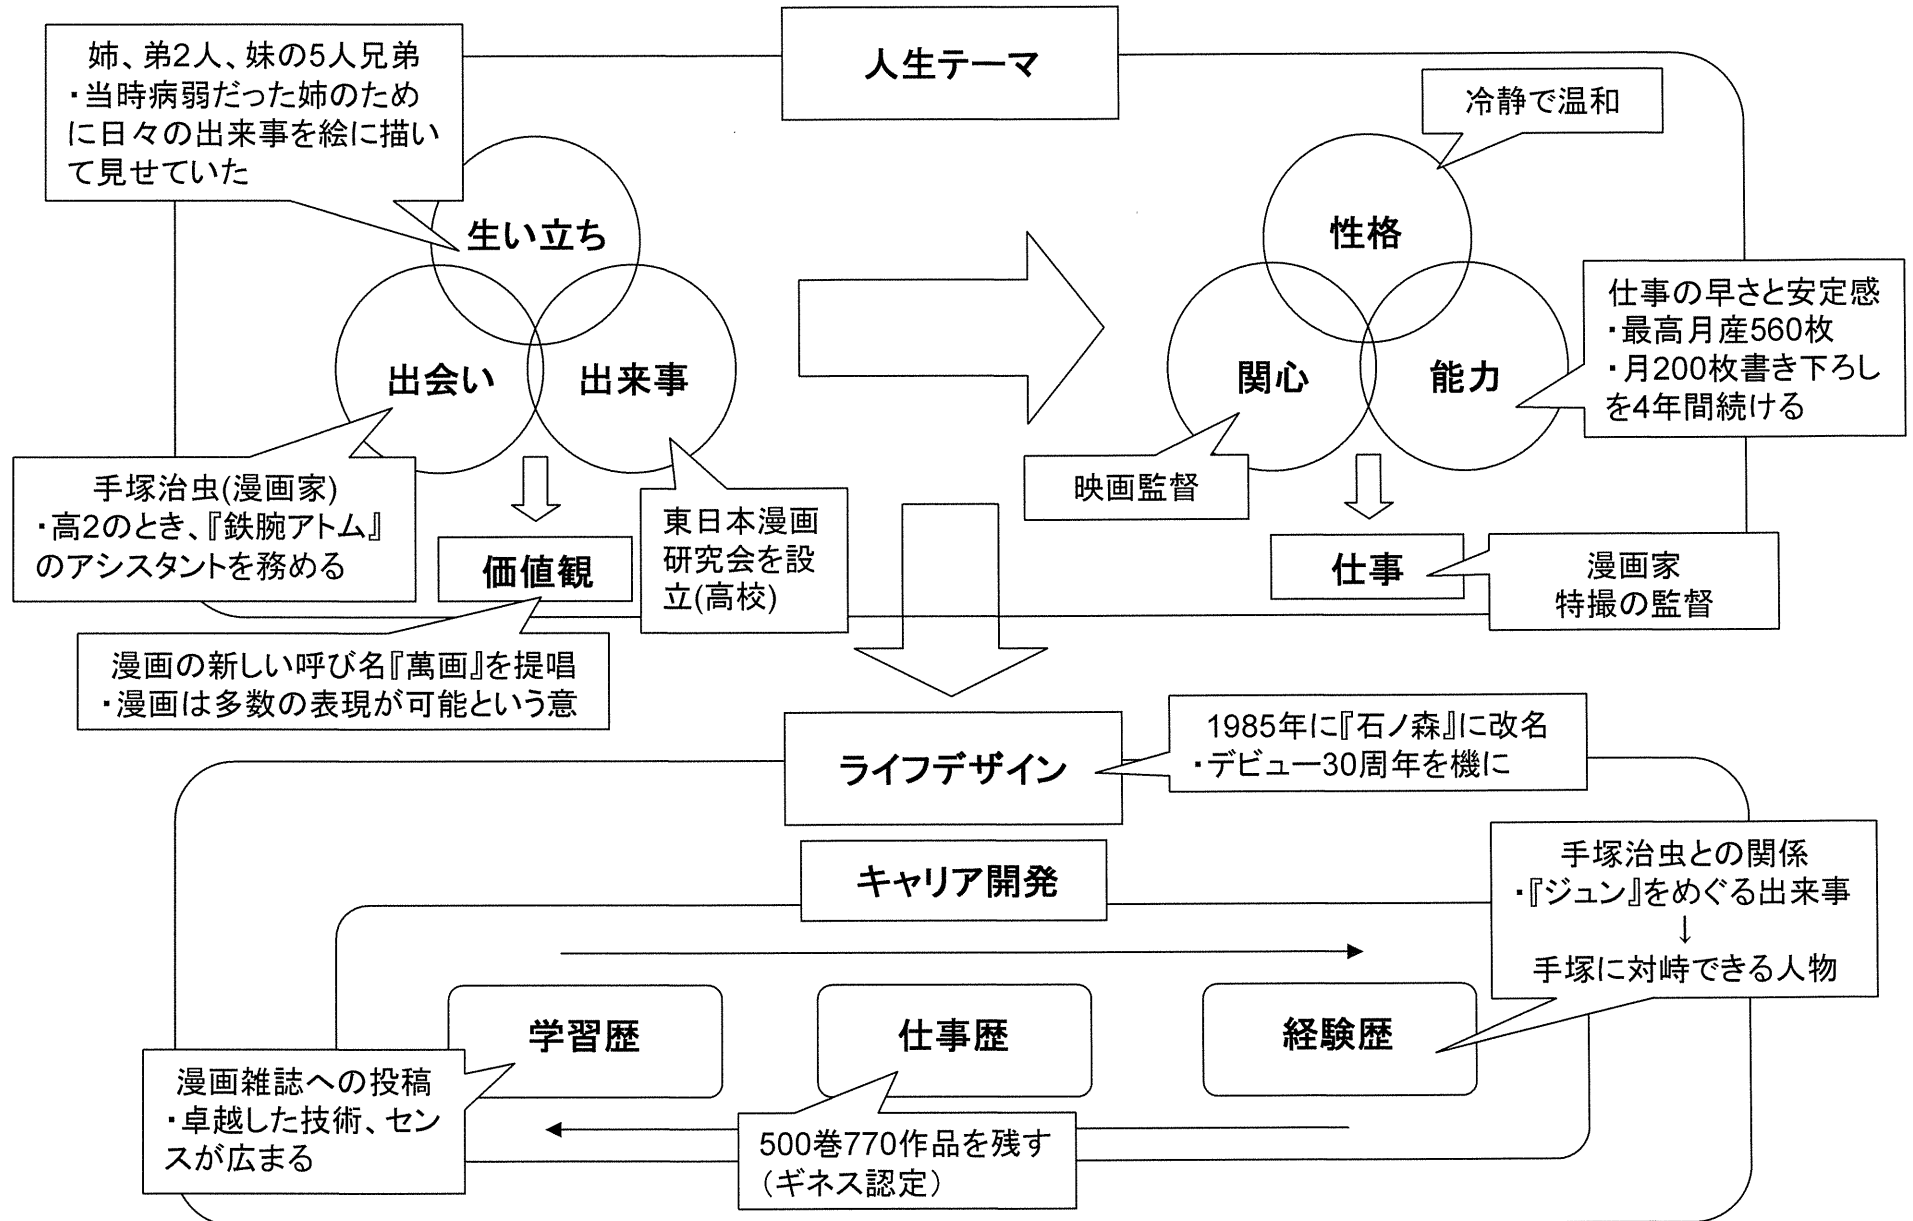 人生テーマ
姉、弟2人、妹の5人兄弟
・当時病弱だった姉のため
に日々の出来事を絵に描い
て見せていた
生い立ち
出会い
出来事
手塚治虫(漫画家)
・高2のとき、『鉄腕アトム』
のアシスタントを務める
東日本漫画
研究会を設
立(高校)
価値観
漫画の新しい呼び名『萬画』を提唱
・漫画は多数の表現が可能という意
冷静で温和
性格
関心
能力
仕事の早さと安定感
・最高月産560枚
・月200枚書き下ろし
を4年間続ける
映画監督
仕事
漫画家
特撮の監督
ライフデザイン
1985年に『石ノ森』に改名
・デビュー30周年を機に
キャリア開発
手塚治虫との関係
・『ジュン』をめぐる出来事
↓
手塚に対峙できる人物
学習歴
仕事歴
経験歴
漫画雑誌への投稿
・卓越した技術、セン
スが広まる
500巻770作品を残す
（ギネス認定）